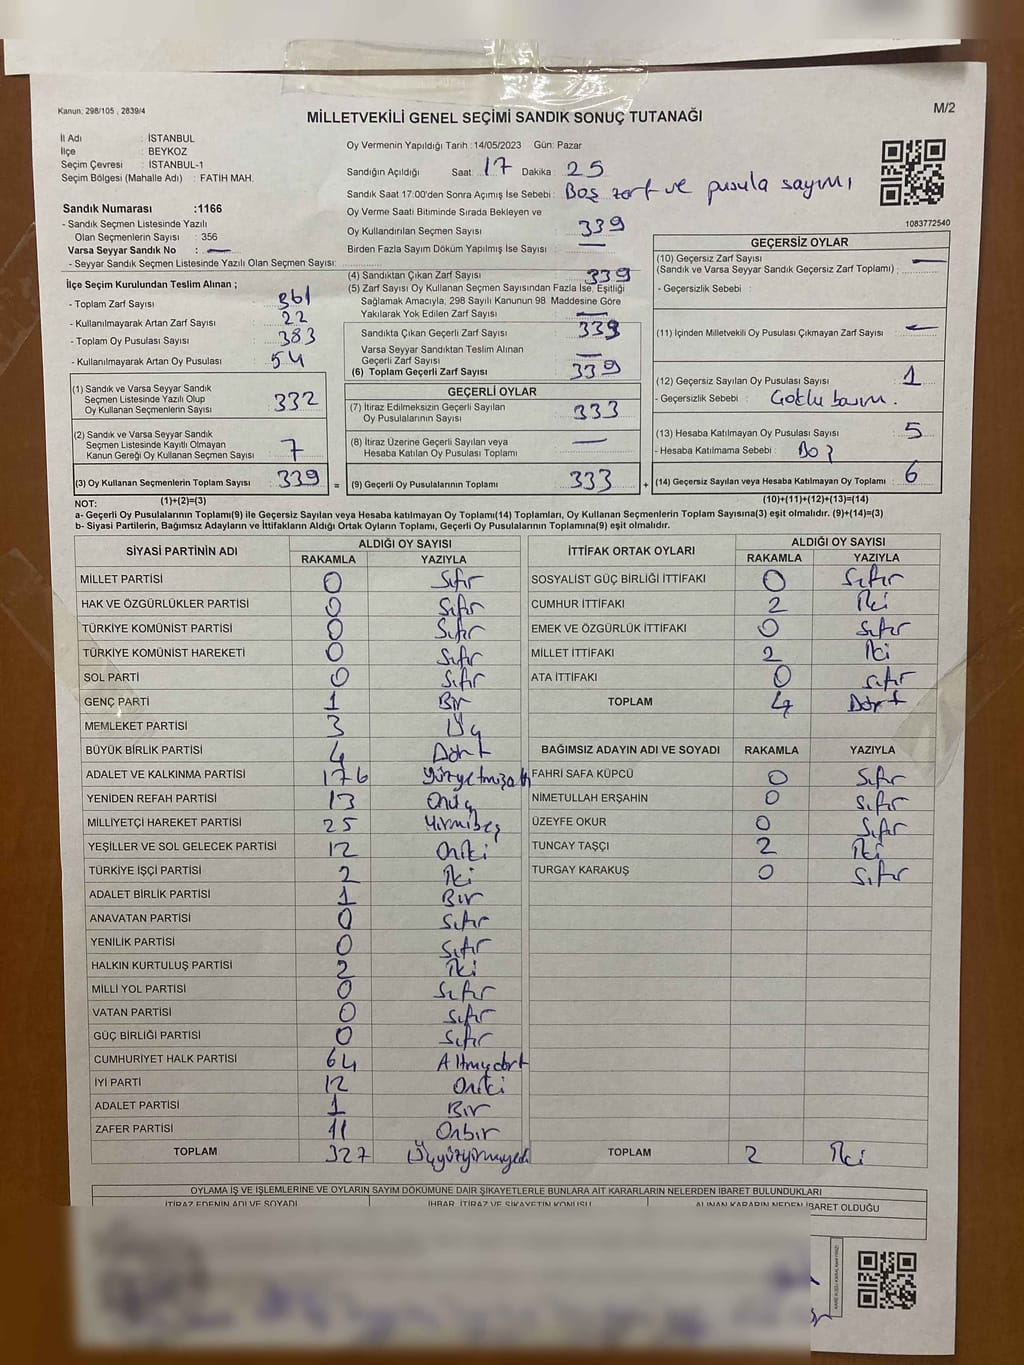 Kanun: 298/105 , 2839/4
MİLLETVEKİLİ GENEL SEÇİMİ SANDIK SONUÇ TUTANAĞI
M/2
İl Adı : İSTANBUL
İlçe : BEYKOZ
Seçim Çevresi : İSTANBUL-1
Seçim Bölgesi (Mahalle Adı) : FATİH MAH.
Sandık Numarası :1166
- Sandık Seçmen Listesinde Yazılı
Olan Seçmenlerin Sayısı : 356
Varsa Seyyar Sandık No : —
- Seyyar Sandık Seçmen Listesinde Yazılı Olan Seçmen Sayısı:
İlçe Seçim Kurulundan Teslim Alınan ;
- Toplam Zarf Sayısı : 361
- Kullanılmayarak Artan Zarf Sayısı : 22
- Toplam Oy Pusulası Sayısı : 383
- Kullanılmayarak Artan Oy Pusulası : 54
(1) Sandık ve Varsa Seyyar Sandık
Seçmen Listesinde Yazılı Olup
Oy Kullanan Seçmenlerin Sayısı : 332
(2) Sandık ve Varsa Seyyar Sandık
Seçmen Listesinde Kayıtlı Olmayan
Kanun Gereği Oy Kullanan Seçmen Sayısı : 7
(3) Oy Kullanan Seçmenlerin Toplam Sayısı : 339 =
(1)+(2)=(3)
Oy Vermenin Yapıldığı Tarih :14/05/2023 Gün: Pazar
Sandığın Açıldığı Saat : 17 Dakika : 25
Sandık Saat 17:00'den Sonra Açmış İse Sebebi : Boş zarf ve pusula sayımı
Oy Verme Saati Bitiminde Sırada Bekleyen ve
Oy Kullandırılan Seçmen Sayısı : 339
Birden Fazla Sayım Döküm Yapılmış İse Sayısı : —
(4) Sandıktan Çıkan Zarf Sayısı : 339
(5) Zarf Sayısı Oy Kullanan Seçmen Sayısından Fazla İse, Eşitliği
Sağlamak Amacıyla, 298 Sayılı Kanunun 98. Maddesine Göre
Yakılarak Yok Edilen Zarf Sayısı : —
Sandıkta Çıkan Geçerli Zarf Sayısı : 339
Varsa Seyyar Sandıktan Teslim Alınan
Geçerli Zarf Sayısı : —
(6) Toplam Geçerli Zarf Sayısı : 339
GEÇERLİ OYLAR
(7) İtiraz Edilmeksizin Geçerli Sayılan
Oy Pusulalarının Sayısı : 333
(8) İtiraz Üzerine Geçerli Sayılan veya
Hesaba Katılan Oy Pusulası Toplamı : —
(9) Geçerli Oy Pusulalarının Toplamı : 333 +
1083772540
GEÇERSİZ OYLAR
(10) Geçersiz Zarf Sayısı : —
(Sandık ve Varsa Seyyar Sandık Geçersiz Zarf Toplamı) :
- Geçersizlik Sebebi :
(11) İçinden Milletvekili Oy Pusulası Çıkmayan Zarf Sayısı : —
(12) Geçersiz Sayılan Oy Pusulası Sayısı : 1
- Geçersizlik Sebebi :
(13) Hesaba Katılmayan Oy Pusulası Sayısı : 5
- Hesaba Katılmama Sebebi : Boş
(14) Geçersiz Sayılan veya Hesaba Katılmayan Oy Toplamı : 6
(10)+(11)+(12)+(13)=(14)
NOT:
a- Geçerli Oy Pusulaları Toplamı(9) ile Geçersiz Sayılan veya Hesaba Katılmayan Oy Toplamı(14) Toplamları, Oy Kullanan Seçmenlerin Toplam Sayısına(3) eşit olmalıdır. (9)+(14)=(3)
b- Siyasi Partilerin, Bağımsız Adayların ve İttifakların Aldığı Ortak Oyların Toplamı, Geçerli Oy Pusulalarının Toplamına(9) eşit olmalıdır.
SİYASİ PARTİNİN ADI ALDIĞI OY SAYISI
RAKAMLA YAZIYLA
MİLLET PARTİSİ 0 Sıfır
HAK VE ÖZGÜRLÜKLER PARTİSİ 0 Sıfır
TÜRKİYE KOMÜNİST PARTİSİ 0 Sıfır
TÜRKİYE KOMÜNİST HAREKETİ 0 Sıfır
SOL PARTİ 0 Sıfır
GENÇ PARTİ 1 Bir
MEMLEKET PARTİSİ 3 Üç
BÜYÜK BİRLİK PARTİSİ 4 Dört
ADALET VE KALKINMA PARTİSİ 176 Yüzyetmişaltı
YENİDEN REFAH PARTİSİ 13 Onüç
MİLLİYETÇİ HAREKET PARTİSİ 25 Yirmibeş
YEŞİLLER VE SOL GELECEK PARTİSİ 12 Oniki
TÜRKİYE İŞÇİ PARTİSİ 2 İki
ADALET BİRLİK PARTİSİ 1 Bir
ANAVATAN PARTİSİ 0 Sıfır
YENİLİK PARTİSİ 0 Sıfır
HALKIN KURTULUŞ PARTİSİ 2 İki
MİLLİ YOL PARTİSİ 0 Sıfır
VATAN PARTİSİ 0 Sıfır
GÜÇ BİRLİĞİ PARTİSİ 0 Sıfır
CUMHURİYET HALK PARTİSİ 64 Altmışdört
İYİ PARTİ 12 Oniki
ADALET PARTİSİ 1 Bir
ZAFER PARTİSİ 11 Onbir
TOPLAM 327 Üçyüzyirmiyedi
İTTİFAK ORTAK OYLARI ALDIĞI OY SAYISI
RAKAMLA YAZIYLA
SOSYALİST GÜÇ BİRLİĞİ İTTİFAKI 0 Sıfır
CUMHUR İTTİFAKI 2 İki
EMEK VE ÖZGÜRLÜK İTTİFAKI 0 Sıfır
MİLLET İTTİFAKI 2 İki
ATA İTTİFAKI 0 Sıfır
TOPLAM 4 Dört
BAĞIMSIZ ADAYIN ADI VE SOYADI RAKAMLA YAZIYLA
FAHRİ SAFA KÜPCÜ 0 Sıfır
NİMETULLAH ERŞAHİN 0 Sıfır
ÜZEYFE OKUR 0 Sıfır
TUNCAY TAŞÇI 2 İki
TURGAY KARAKUŞ 0 Sıfır
TOPLAM 2 İki
OYLAMA İŞ VE İŞLEMLERİNE VE OYLARIN SAYIM DÖKÜMÜNE DAİR ŞİKAYETLERLE BUNLARA AİT KARARLARIN NELERDEN İBARET BULUNDUKLARI
İTİRAZ EDENİN ADI VE SOYADI İHBAR, İTİRAZ VE ŞİKAYETİN KONUSU ALINAN KARARIN NEDEN İBARET OLDUĞU